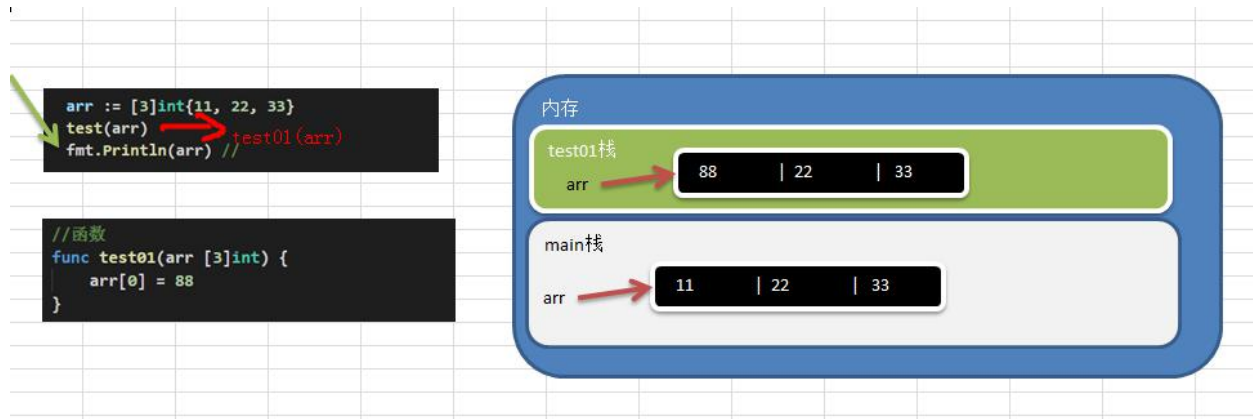 arr := [3]int{11, 22, 33}
test(arr)
test01(arr)
fmt.Println(arr) //
//函数
func test01(arr [3]int) {
arr[0] = 88
}
内存
test01栈
arr
88 | 22 | 33
main栈
arr
11 | 22 | 33